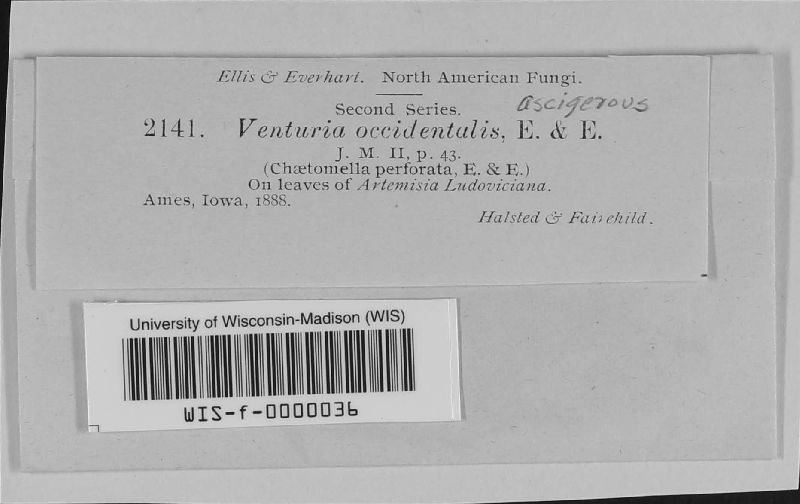 Ellis & Everhart. North American Fungi.
Second Series.
ascigerous
2141. Venturia occidentalis, E. & E.
J. M. II, p. 43.
(Chætomella perforata, E. & E.)
On leaves of Artemisia Ludoviciana.
Ames, Iowa, 1888.
Halsted & Fairchild.
University of Wisconsin-Madison (WIS)
WIS-f-0000036